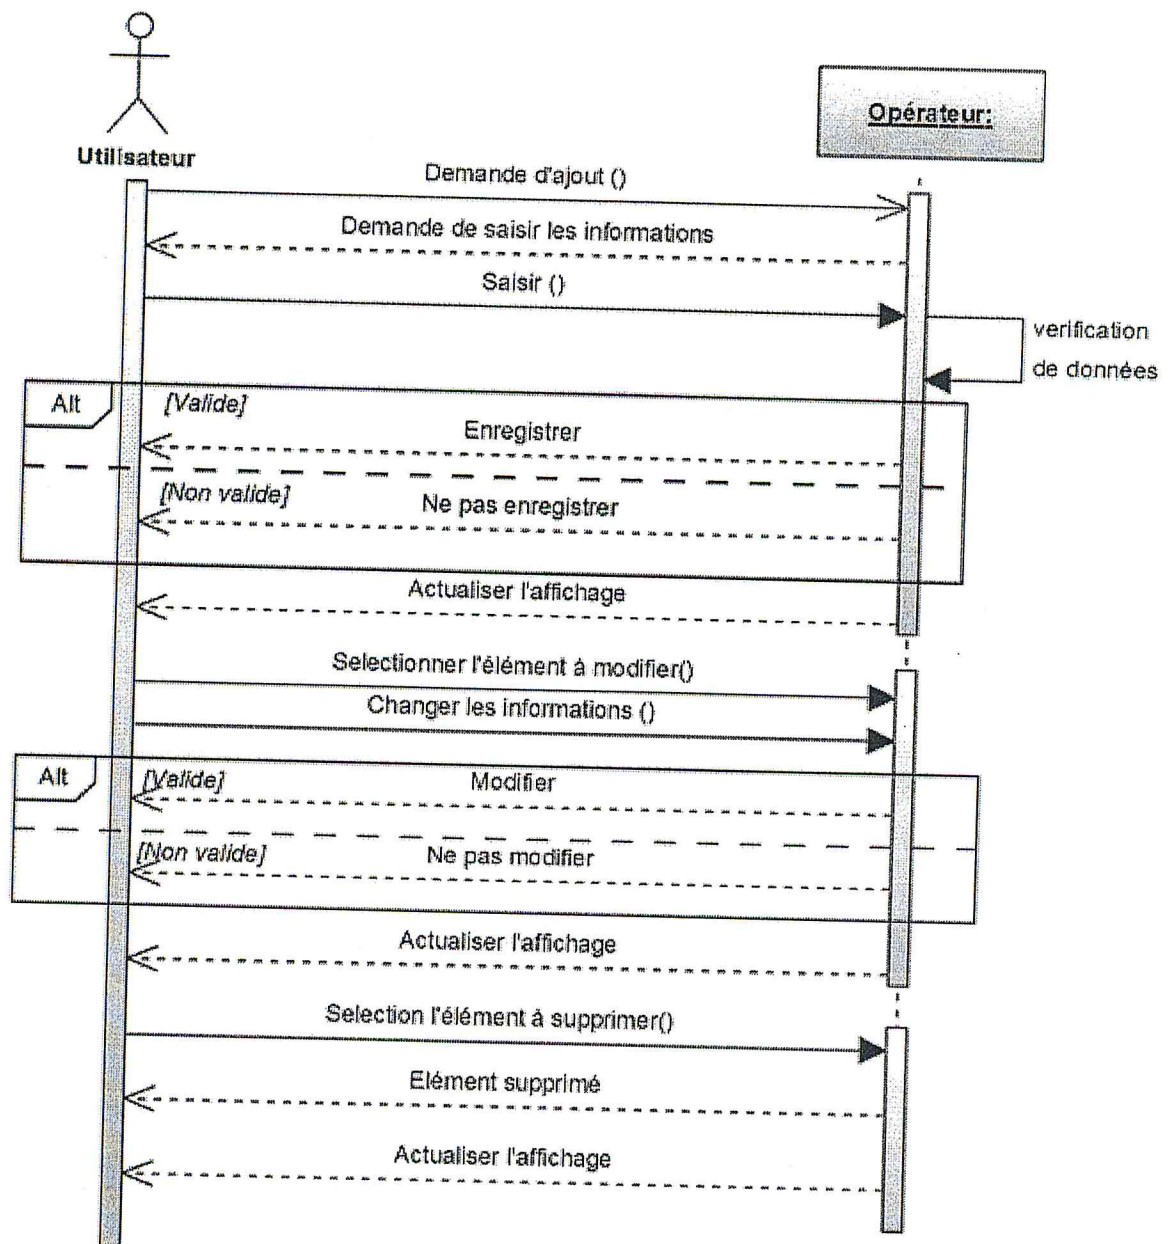 Utilisateur
Opérateur:
Demande d'ajout ()
Demande de saisir les informations
Saisir ()
verification
de données
Alt
[Valide]
Enregistrer
[Non valide]
Ne pas enregistrer
Actualiser l'affichage
Selectionner l'élément à modifier()
Changer les informations ()
Alt
[Valide]
Modifier
[Non valide]
Ne pas modifier
Actualiser l'affichage
Selection l'élément à supprimer()
Elément supprimé
Actualiser l'affichage